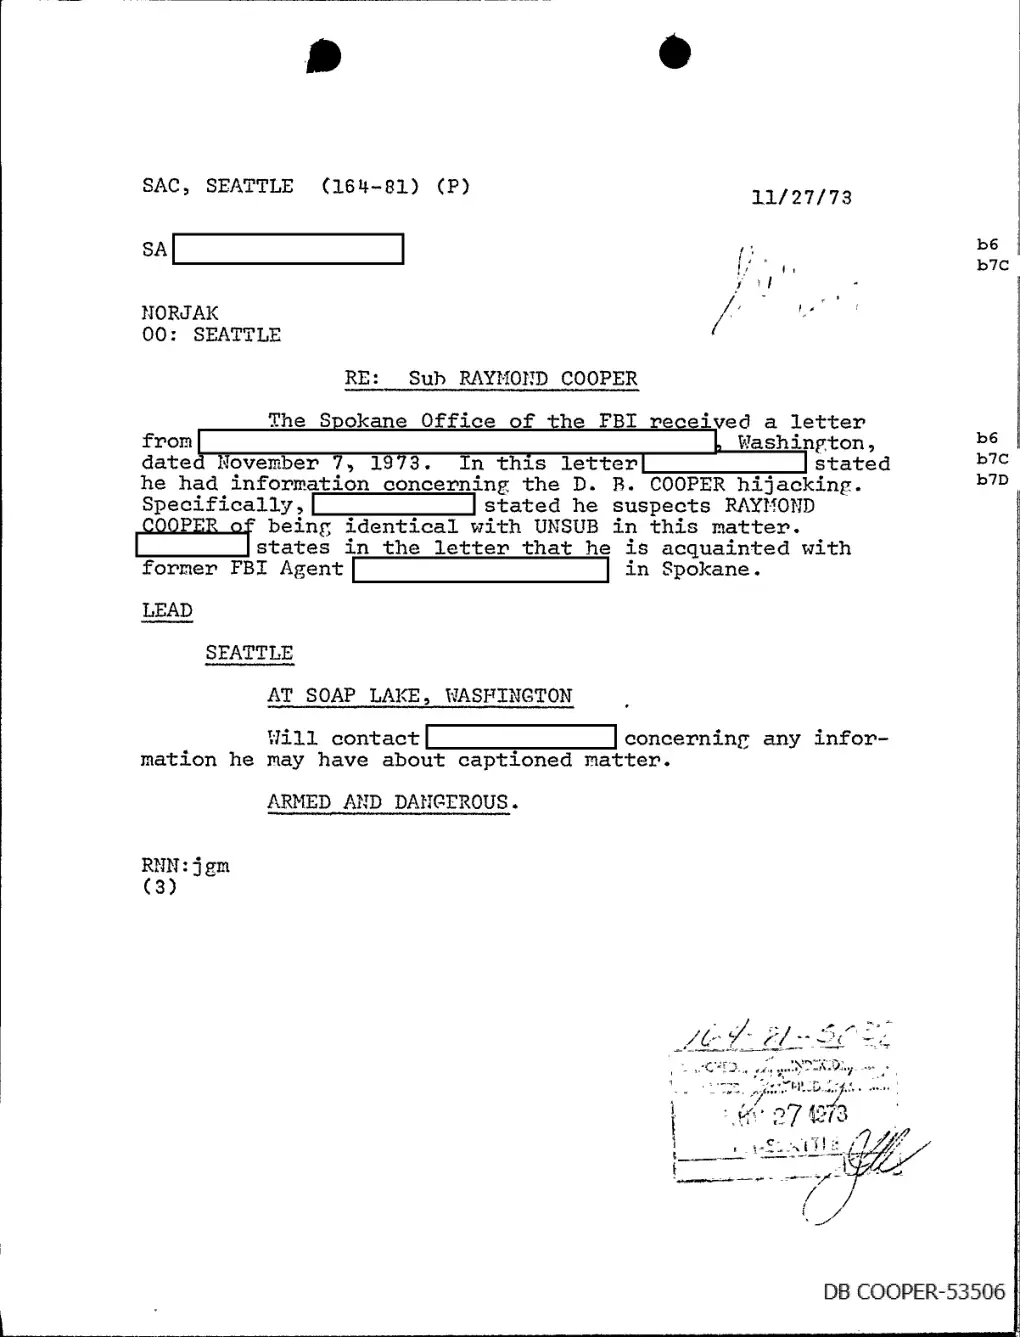 SAC, SEATTLE (164-81) (P)
11/27/73
SA
b6
b7C
NORJAK
OO: SEATTLE
RE: Sub RAYMOND COOPER
The Spokane Office of the FBI received a letter
from , Washington,
b6
dated November 7, 1973. In this letter stated
b7C
he had information concerning the D. B. COOPER hijacking.
b7D
Specifically, stated he suspects RAYMOND
COOPER of being identical with UNSUB in this matter.
states in the letter that he is acquainted with
former FBI Agent in Spokane.
LEAD
SEATTLE
AT SOAP LAKE, WASHINGTON
Will contact concerning any infor-
mation he may have about captioned matter.
ARMED AND DANGEROUS.
RNN:jgm
(3)
164-81-
27 1973
DB COOPER-53506